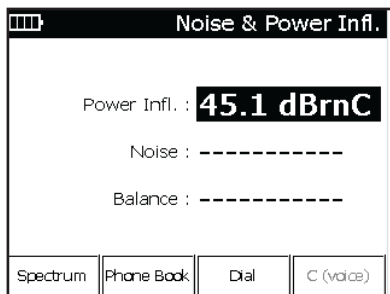 Noise & Power Infl.
Power Infl. : 45.1 dBrnC
Noise : -----------
Balance : -----------
Spectrum Phone Book Dial C (voice)